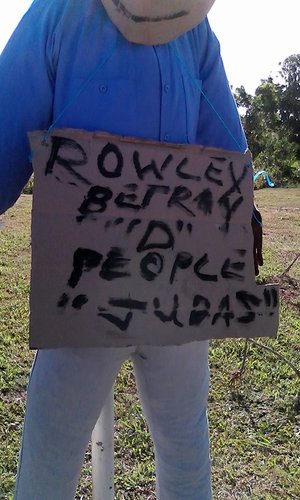 ROWLEY
BETRAY
"D"
PEOPLE
"JUDAS"